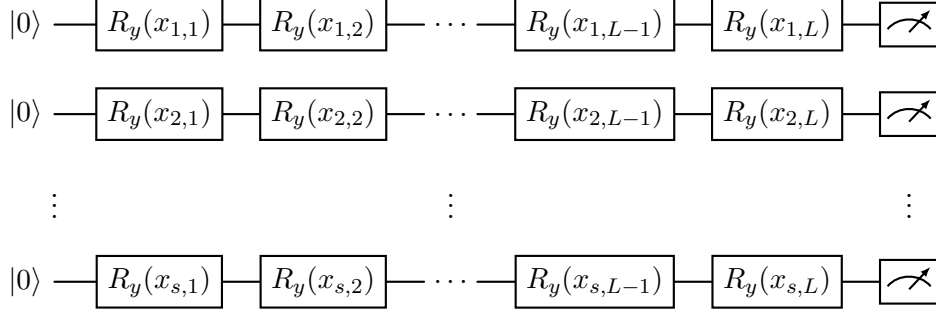 |0⟩ R_y(x_{1,1}) R_y(x_{1,2}) ··· R_y(x_{1,L−1}) R_y(x_{1,L})
|0⟩ R_y(x_{2,1}) R_y(x_{2,2}) ··· R_y(x_{2,L−1}) R_y(x_{2,L})
⋮ ⋮ ⋮
|0⟩ R_y(x_{s,1}) R_y(x_{s,2}) ··· R_y(x_{s,L−1}) R_y(x_{s,L})